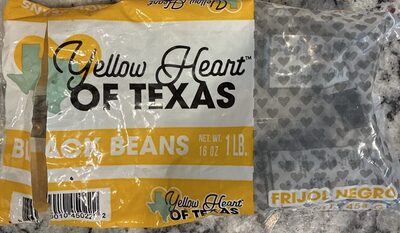 Yellow Heart™
OF TEXAS
BLACK BEANS
NET. WT.
16 OZ
1 LB.
Yellow Heart
OF TEXAS
FRIJOL NEGRO